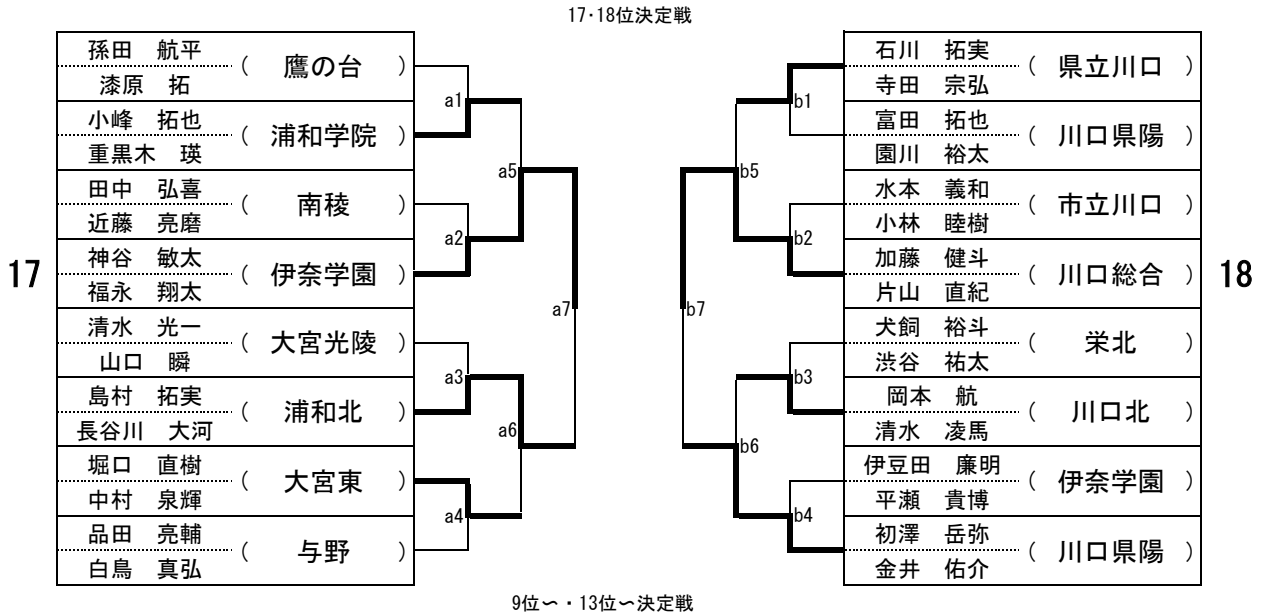 17・18位決定戦
17
孫田　航平
漆原　拓
（　鷹の台　）
小峰　拓也
重黒木　瑛
（　浦和学院　）
田中　弘喜
近藤　亮磨
（　南稜　）
神谷　敏太
福永　翔太
（　伊奈学園　）
清水　光一
山口　瞬
（　大宮光陵　）
島村　拓実
長谷川　大河
（　浦和北　）
堀口　直樹
中村　泉輝
（　大宮東　）
品田　亮輔
白鳥　真弘
（　与野　）
a1
a2
a3
a4
a5
a6
a7
b7
b5
b6
b1
b2
b3
b4
石川　拓実
寺田　宗弘
（　県立川口　）
富田　拓也
園川　裕太
（　川口県陽　）
水本　義和
小林　睦樹
（　市立川口　）
加藤　健斗
片山　直紀
（　川口総合　）
犬飼　裕斗
渋谷　祐太
（　栄北　）
岡本　航
清水　凌馬
（　川口北　）
伊豆田　廉明
平瀬　貴博
（　伊奈学園　）
初澤　岳弥
金井　佑介
（　川口県陽　）
18
9位～・13位～決定戦